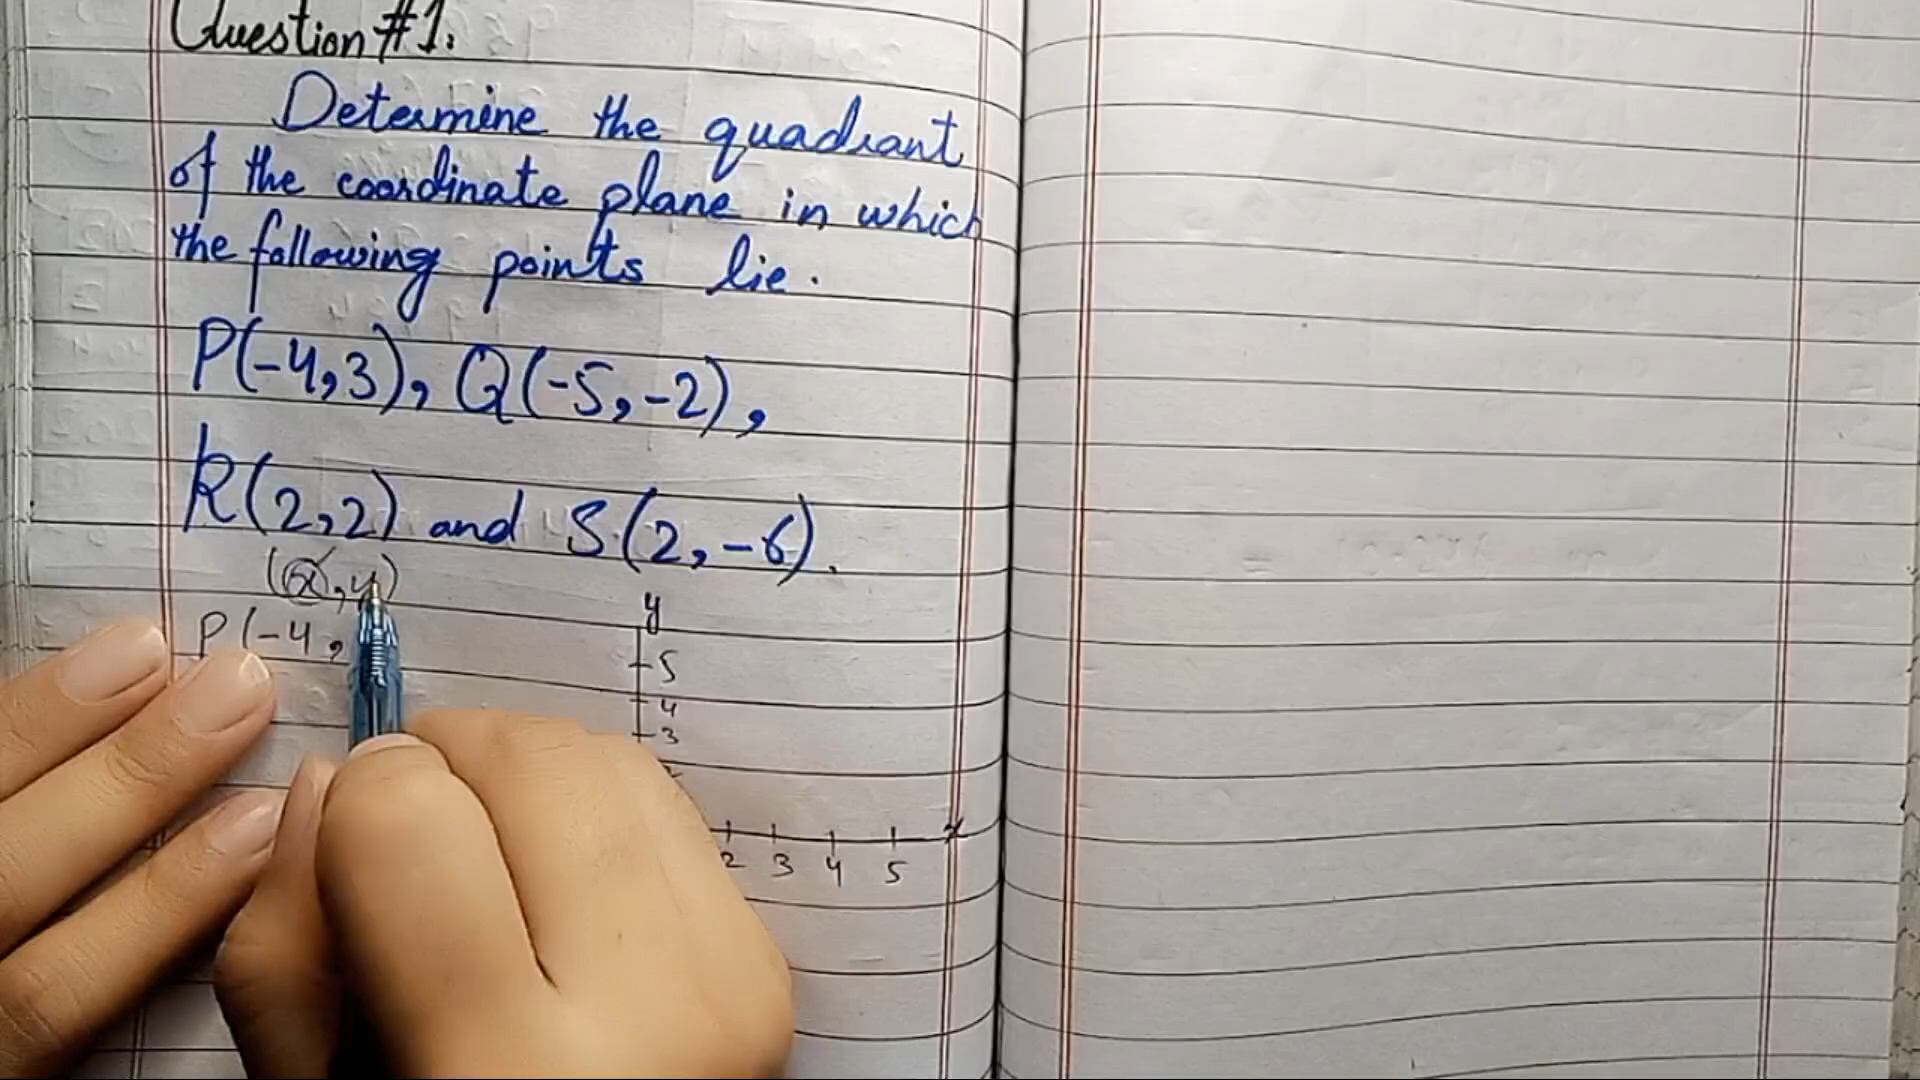 Question #1.
Determine the quadrant
of the coordinate plane in which
the following points lie.
P(-4,3), Q(-5,-2),
R(2,2) and S(2,-6).
(x,y)
P(-4,
y
5
4
3
x
2 3 4 5